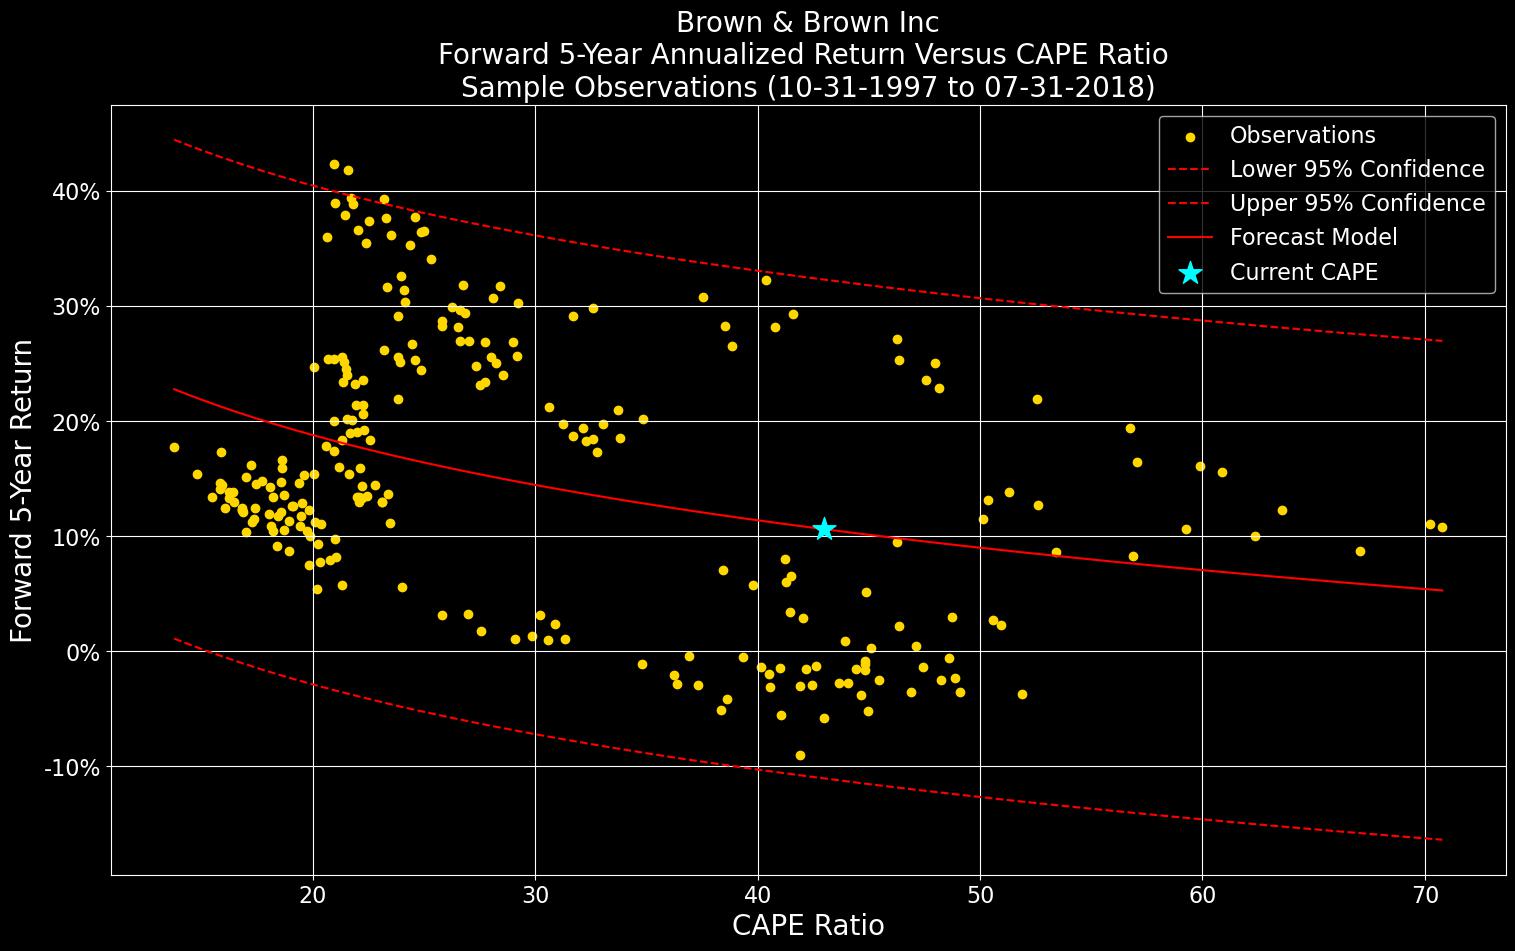 Brown & Brown Inc
Forward 5-Year Annualized Return Versus CAPE Ratio
Sample Observations (10-31-1997 to 07-31-2018)
Observations
Lower 95% Confidence
Upper 95% Confidence
Forecast Model
Current CAPE
Forward 5-Year Return
40%
30%
20%
10%
0%
-10%
20 30 40 50 60 70
CAPE Ratio